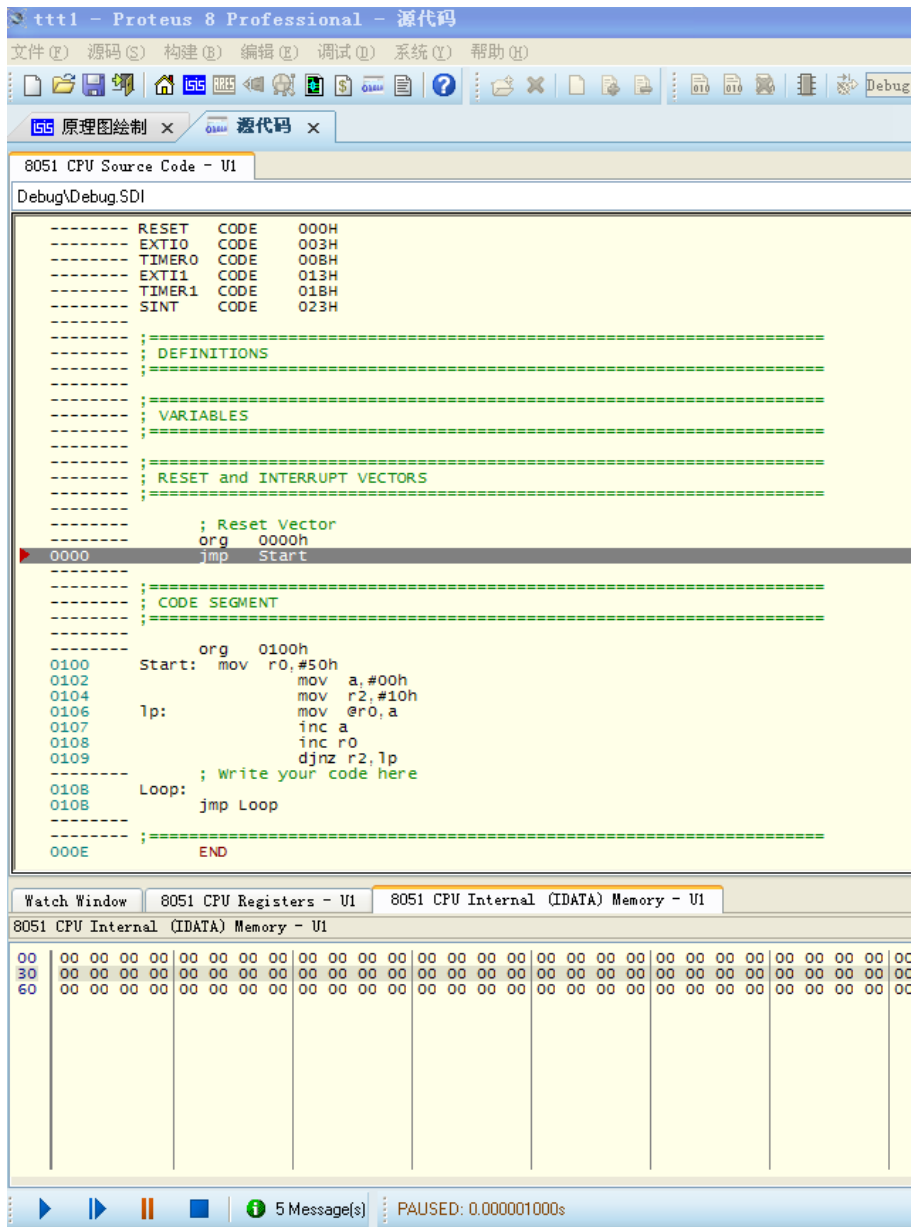 ttt1 - Proteus 8 Professional - 源代码
文件(F) 源码(S) 构建(B) 编辑(E) 调试(D) 系统(Y) 帮助(H)
Debug
原理图绘制 源代码
8051 CPU Source Code - U1
Debug\Debug.SDI
-------- RESET CODE 000H
-------- EXTI0 CODE 003H
-------- TIMER0 CODE 00BH
-------- EXTI1 CODE 013H
-------- TIMER1 CODE 01BH
-------- SINT CODE 023H
--------
-------- ;====================================================================
-------- ; DEFINITIONS
-------- ;====================================================================
--------
-------- ;====================================================================
-------- ; VARIABLES
-------- ;====================================================================
--------
-------- ;====================================================================
-------- ; RESET and INTERRUPT VECTORS
-------- ;====================================================================
--------
-------- ; Reset Vector
-------- org 0000h
0000 jmp Start
--------
-------- ;====================================================================
-------- ; CODE SEGMENT
-------- ;====================================================================
--------
-------- org 0100h
0100 Start: mov r0,#50h
0102 mov a,#00h
0104 mov r2,#10h
0106 lp: mov @r0,a
0107 inc a
0108 inc r0
0109 djnz r2,lp
-------- ; Write your code here
010B Loop:
010B jmp Loop
--------
-------- ;====================================================================
000E END
Watch Window 8051 CPU Registers - U1 8051 CPU Internal (IDATA) Memory - U1
8051 CPU Internal (IDATA) Memory - U1
00 00 00 00 00 00 00 00 00 00 00 00 00 00 00 00 00 00 00 00 00 00 00 00 00 00 00 00 00 00
30 00 00 00 00 00 00 00 00 00 00 00 00 00 00 00 00 00 00 00 00 00 00 00 00 00 00 00 00 00
60 00 00 00 00 00 00 00 00 00 00 00 00 00 00 00 00 00 00 00 00 00 00 00 00 00 00 00 00 00
5 Message(s) PAUSED: 0.000001000s